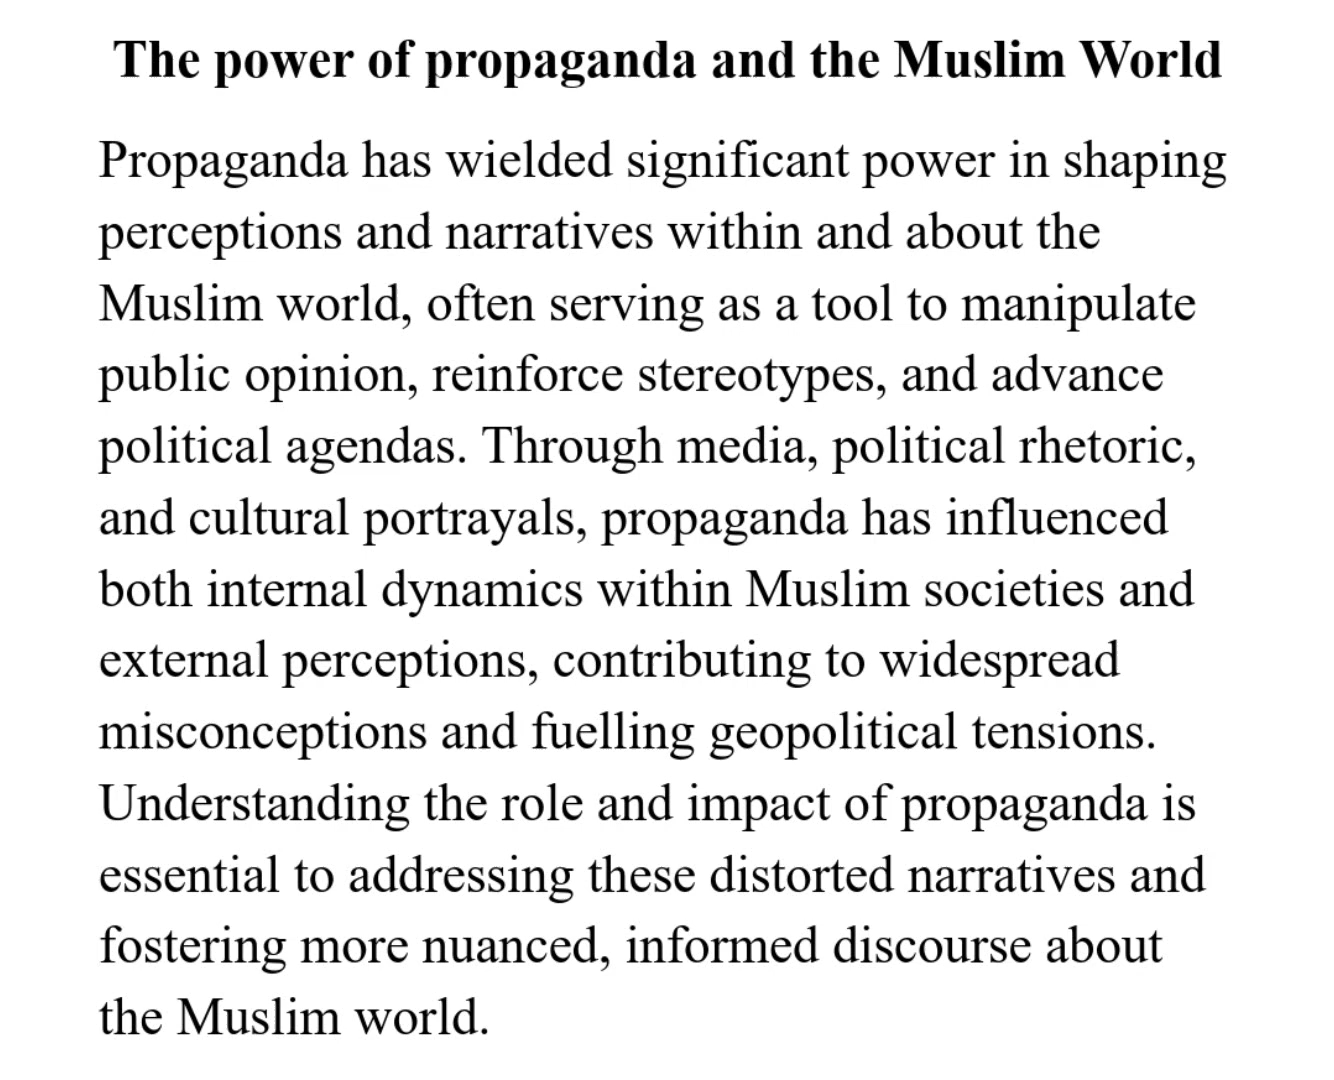 The power of propaganda and the Muslim World
Propaganda has wielded significant power in shaping
perceptions and narratives within and about the
Muslim world, often serving as a tool to manipulate
public opinion, reinforce stereotypes, and advance
political agendas. Through media, political rhetoric,
and cultural portrayals, propaganda has influenced
both internal dynamics within Muslim societies and
external perceptions, contributing to widespread
misconceptions and fuelling geopolitical tensions.
Understanding the role and impact of propaganda is
essential to addressing these distorted narratives and
fostering more nuanced, informed discourse about
the Muslim world.